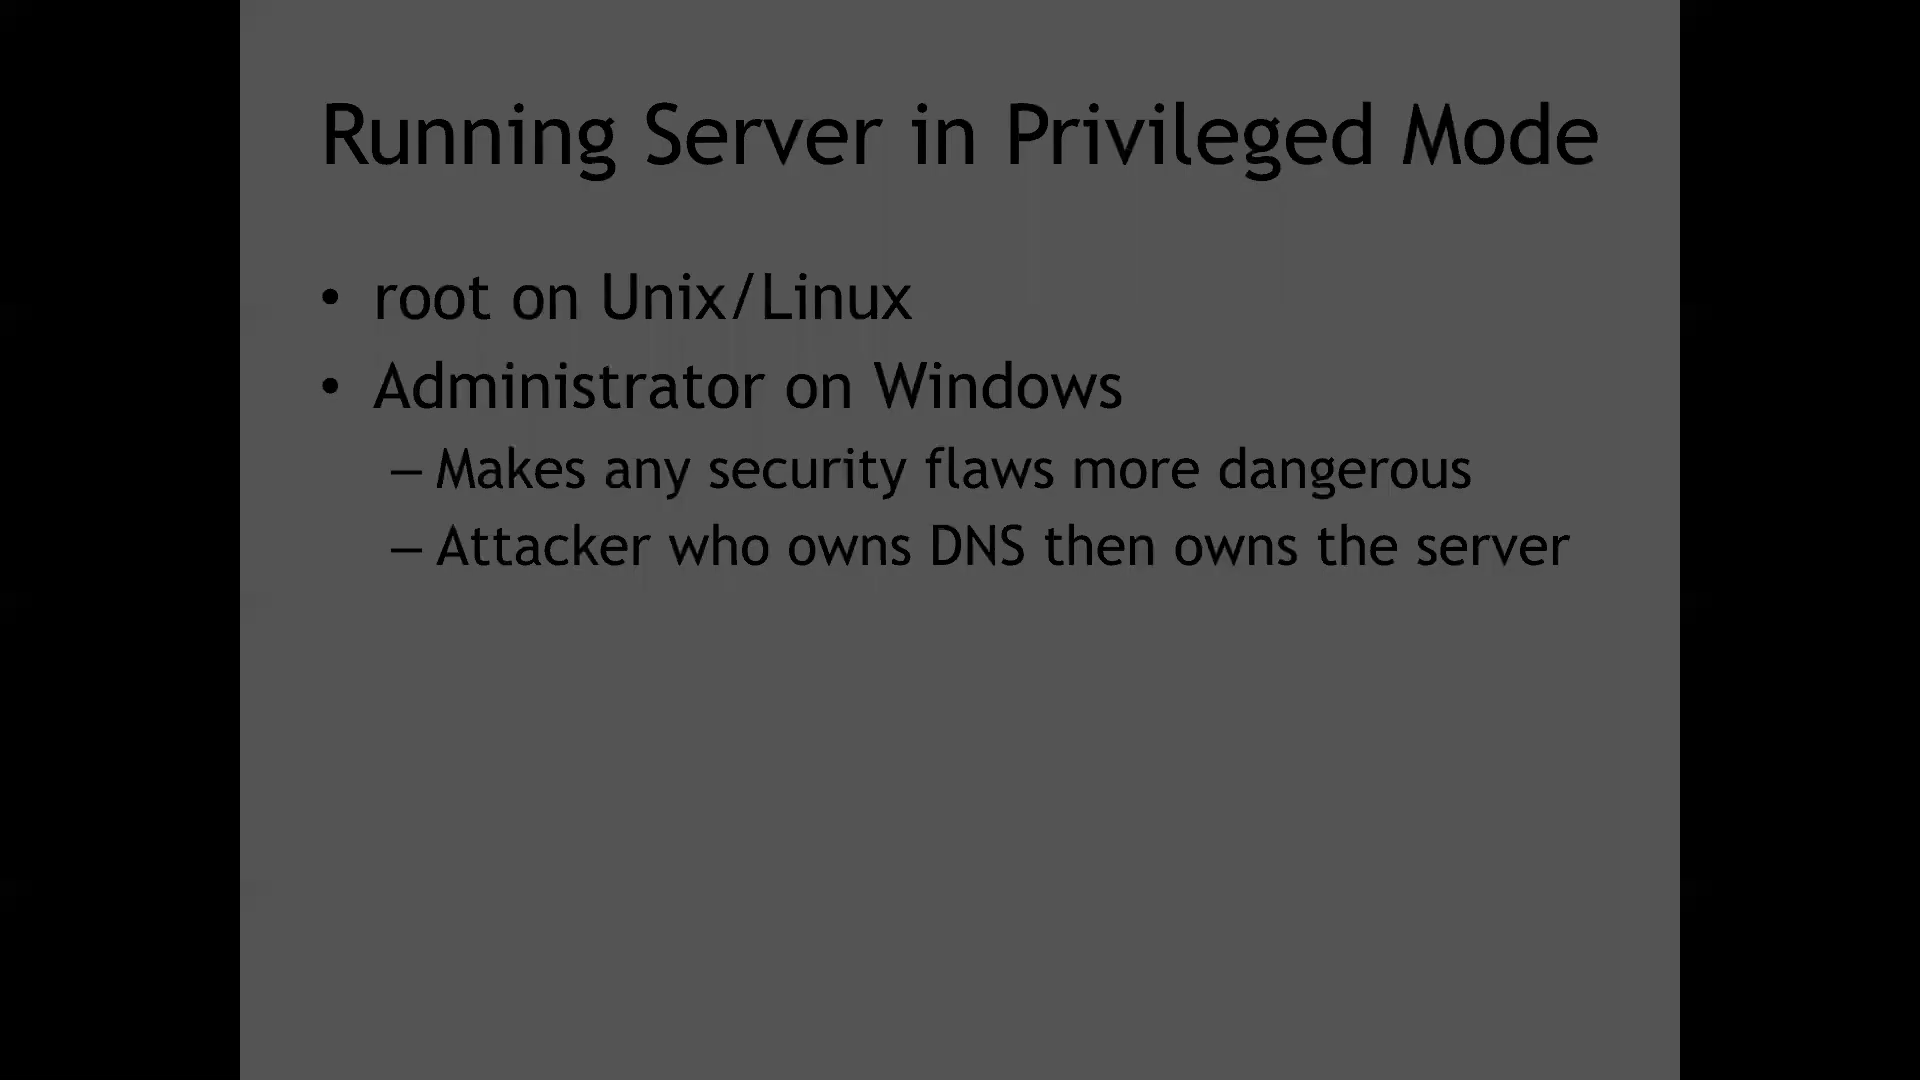 Running Server in Privileged Mode
• root on Unix/Linux
• Administrator on Windows
– Makes any security flaws more dangerous
– Attacker who owns DNS then owns the server